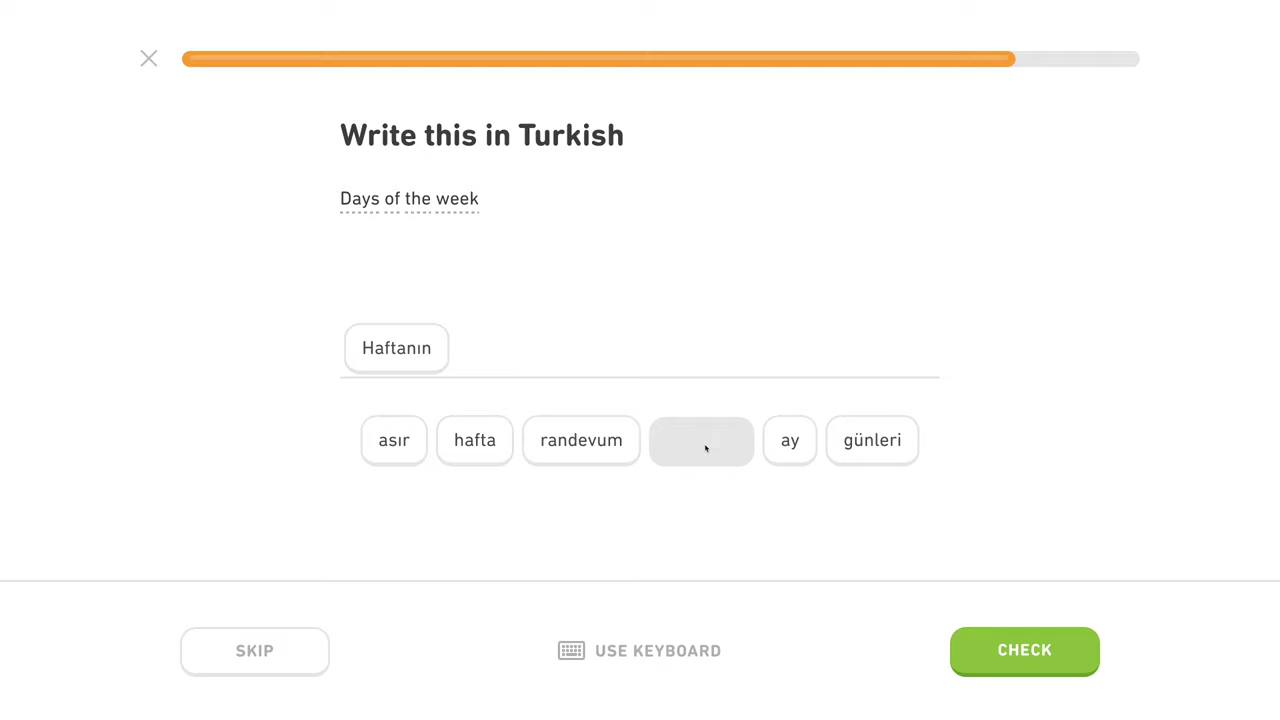 Write this in Turkish
Days of the week
Haftanın
asır hafta randevum ay günleri
SKIP USE KEYBOARD CHECK